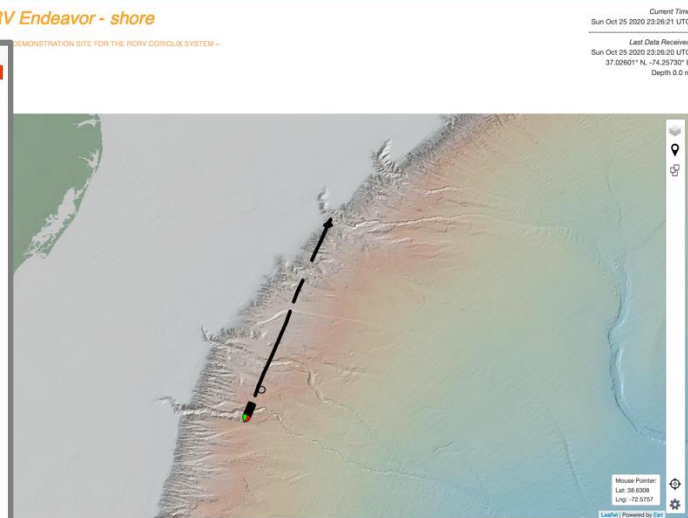 RV Endeavor - shore
DEMONSTRATION SITE FOR THE RCRV CORIOLIX SYSTEM --
Current Time
Sun Oct 25 2020 23:26:21 UTC
Last Data Received
Sun Oct 25 2020 23:26:20 UTC
37.02601° N, -74.25730° E
Depth 0.0 m
Mouse Pointer:
Lat: 38.6308
Lng: -72.5757
Leaflet | Powered by Esri